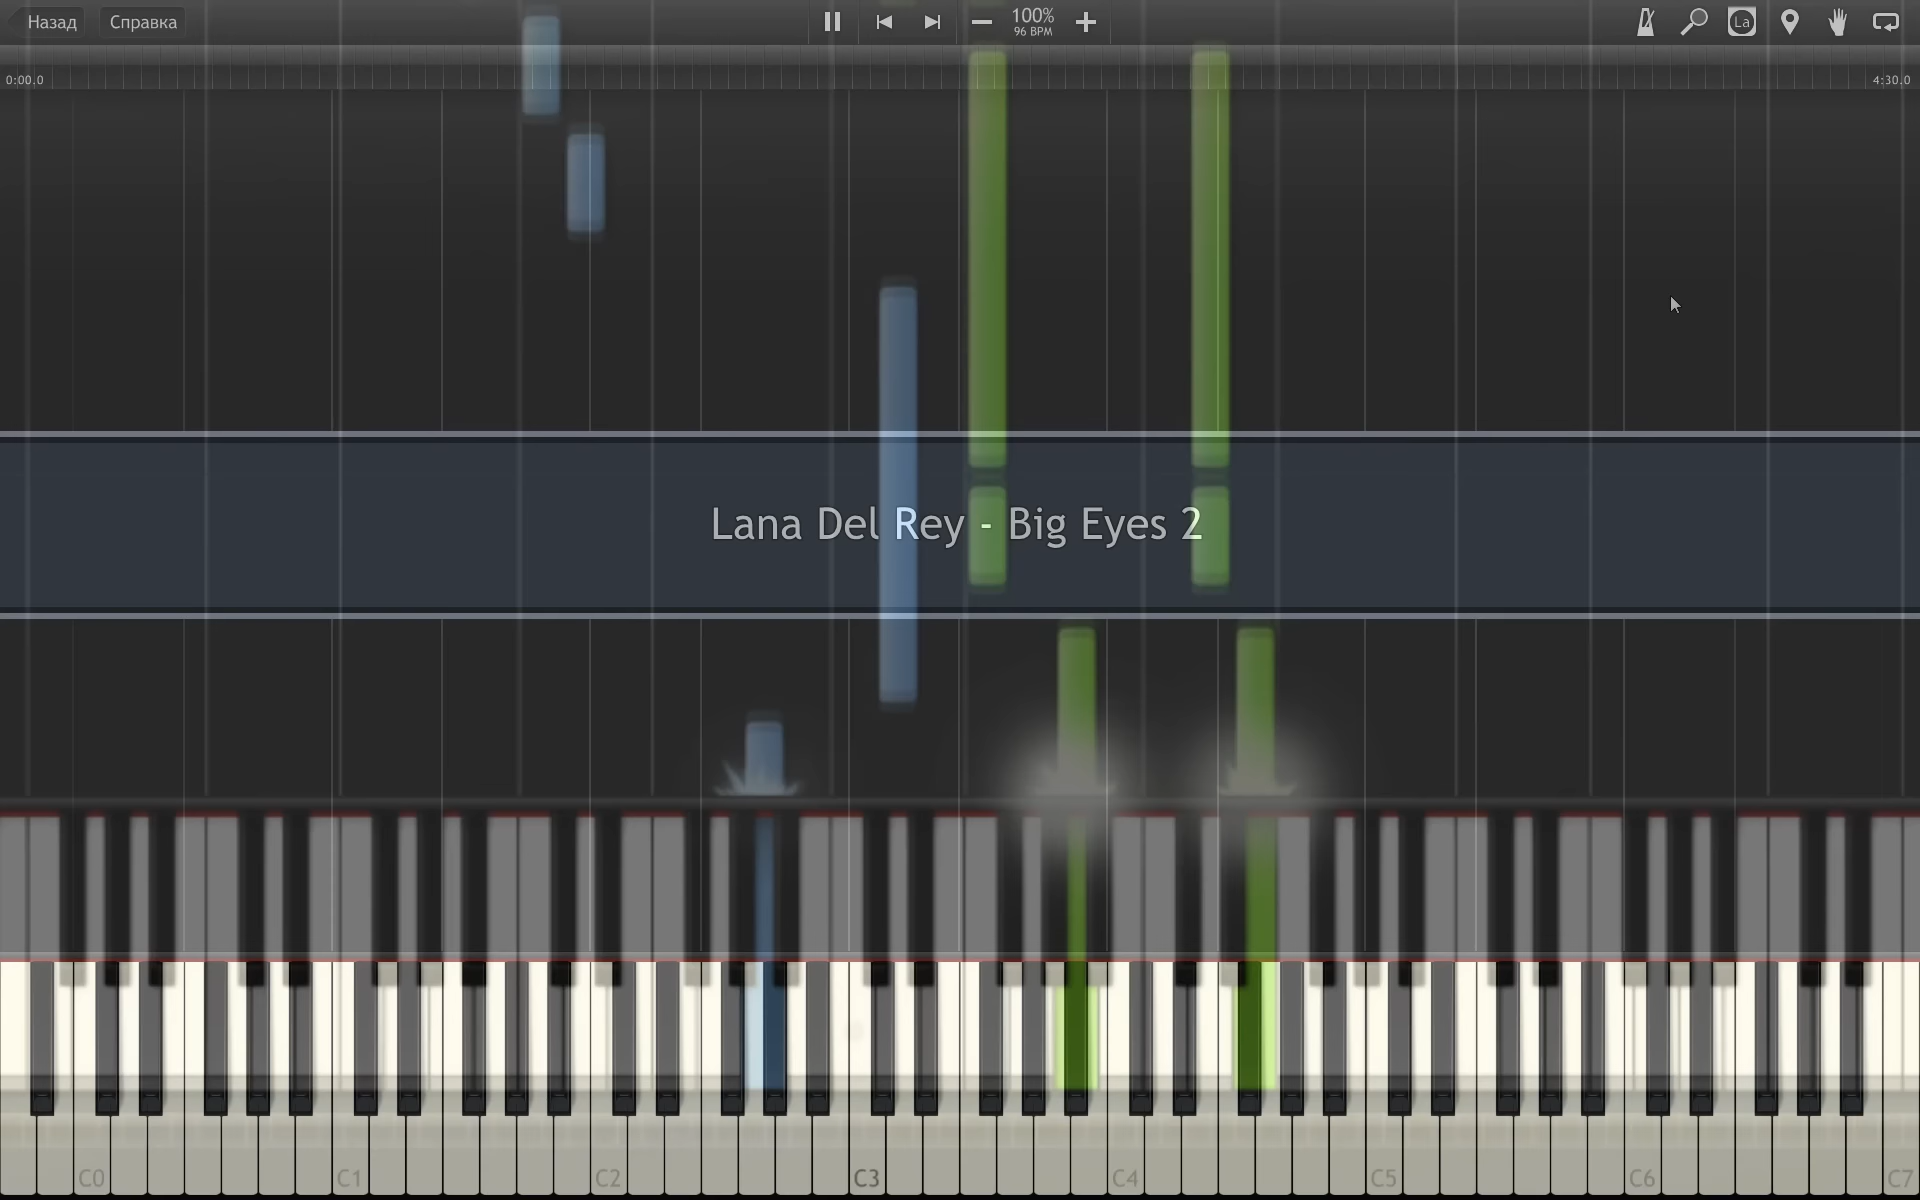 Назад Справка 100% La
96 BPM
0:00.0 4:30.0
Lana Del Rey - Big Eyes 2
C0 C1 C2 C3 C4 C5 C6 C7